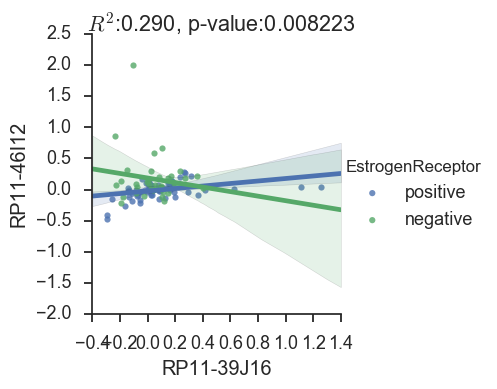 R²:0.290, p-value:0.008223
2.5
2.0
1.5
1.0
0.5
0.0
−0.5
−1.0
−1.5
−2.0
RP11-46I12
EstrogenReceptor
positive
negative
−0.4 −0.2 0.0 0.2 0.4 0.6 0.8 1.0 1.2 1.4
RP11-39J16